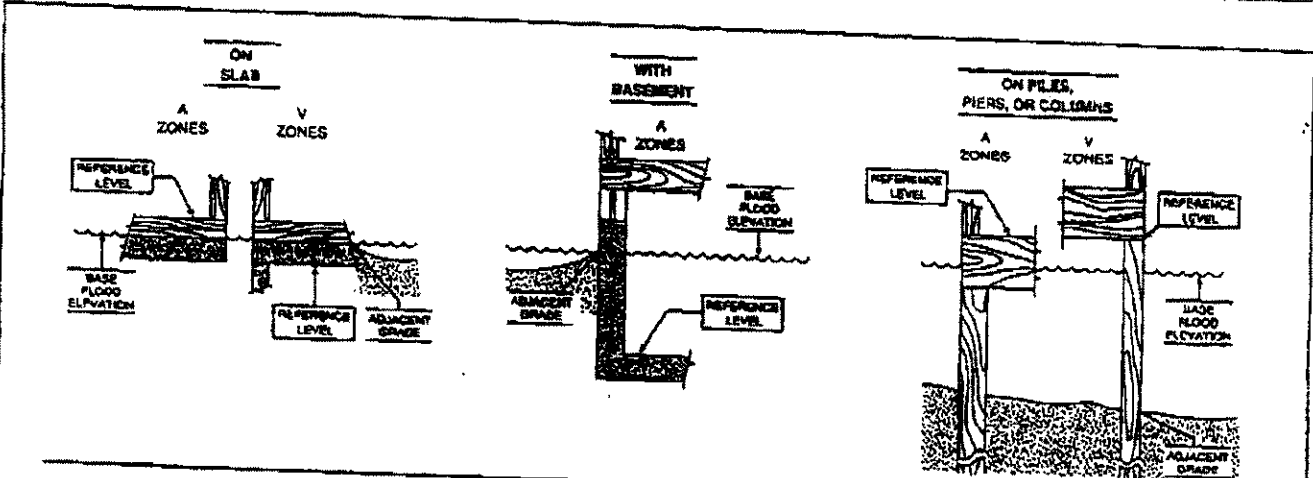 ON
SLAB
A
ZONES
V
ZONES
REFERENCE
LEVEL
BASE
FLOOD
ELEVATION
REFERENCE
LEVEL
ADJACENT
GRADE
WITH
BASEMENT
A
ZONES
BASE
FLOOD
ELEVATION
ADJACENT
GRADE
REFERENCE
LEVEL
ON PILES,
PIERS, OR COLUMNS
A
ZONES
V
ZONES
REFERENCE
LEVEL
REFERENCE
LEVEL
BASE
FLOOD
ELEVATION
ADJACENT
GRADE